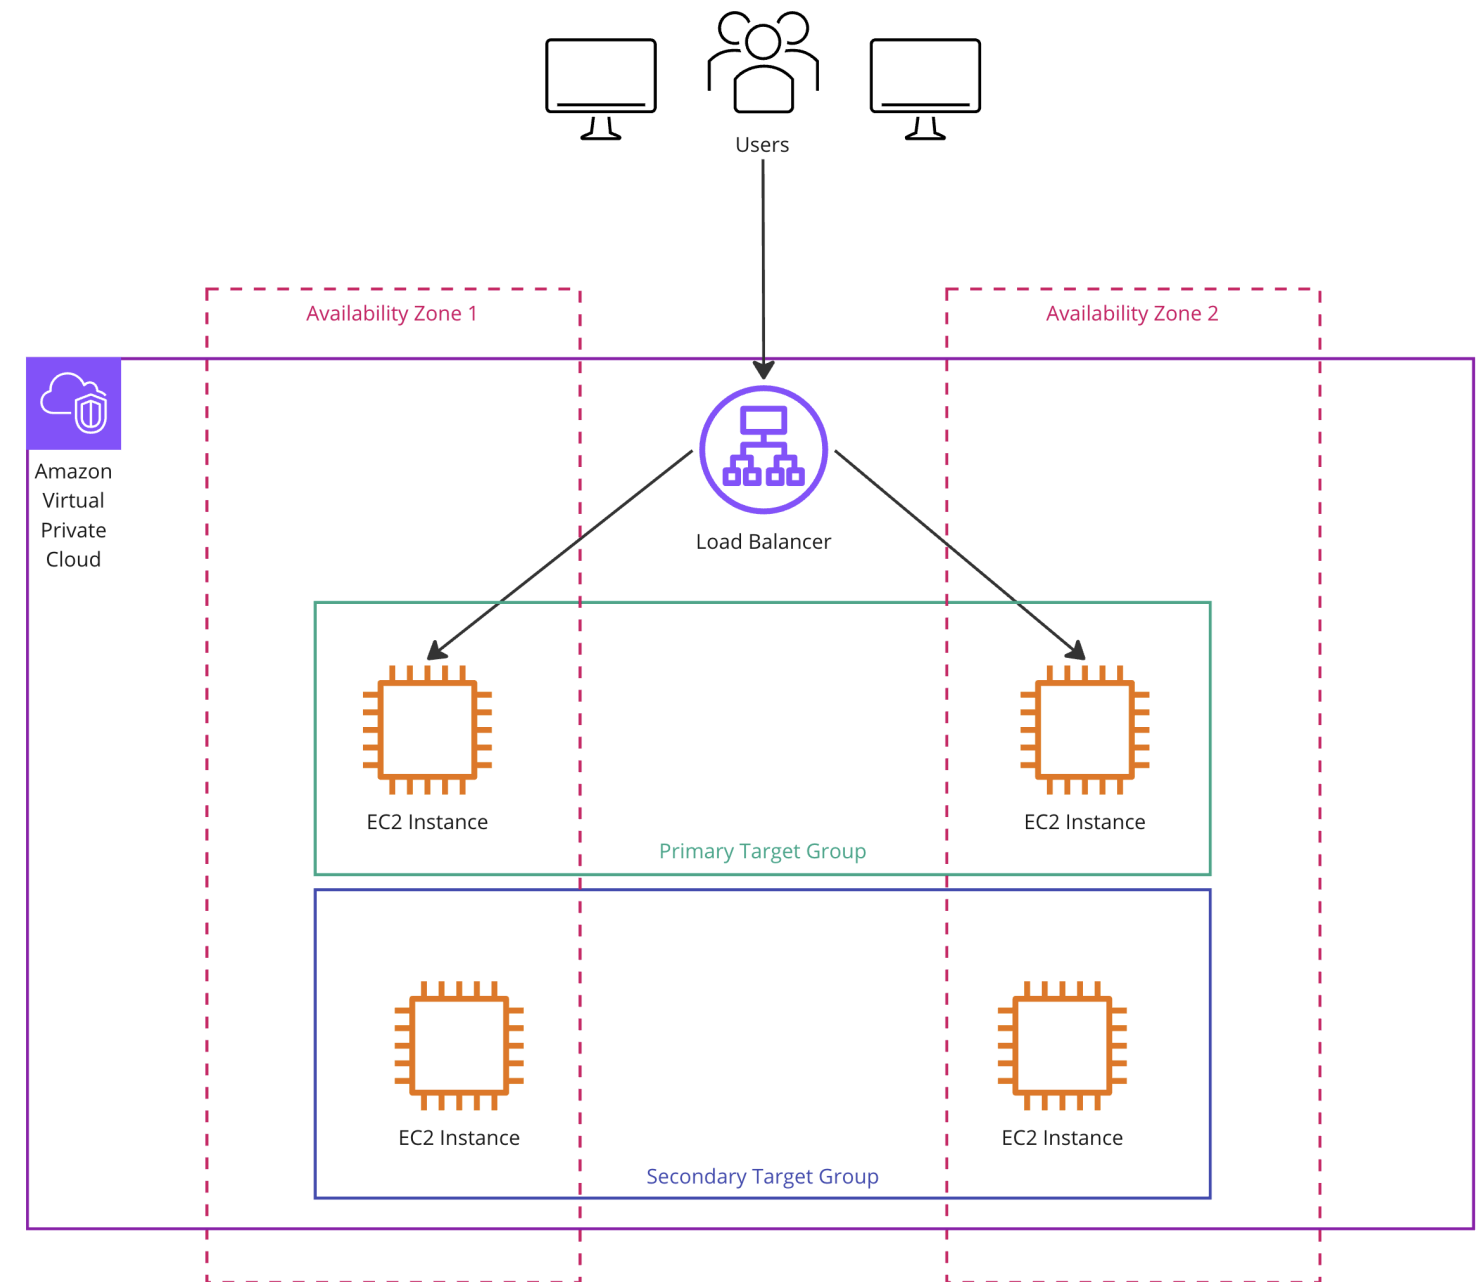 Users
Availability Zone 1
Availability Zone 2
Amazon
Virtual
Private
Cloud
Load Balancer
EC2 Instance
EC2 Instance
Primary Target Group
EC2 Instance
EC2 Instance
Secondary Target Group